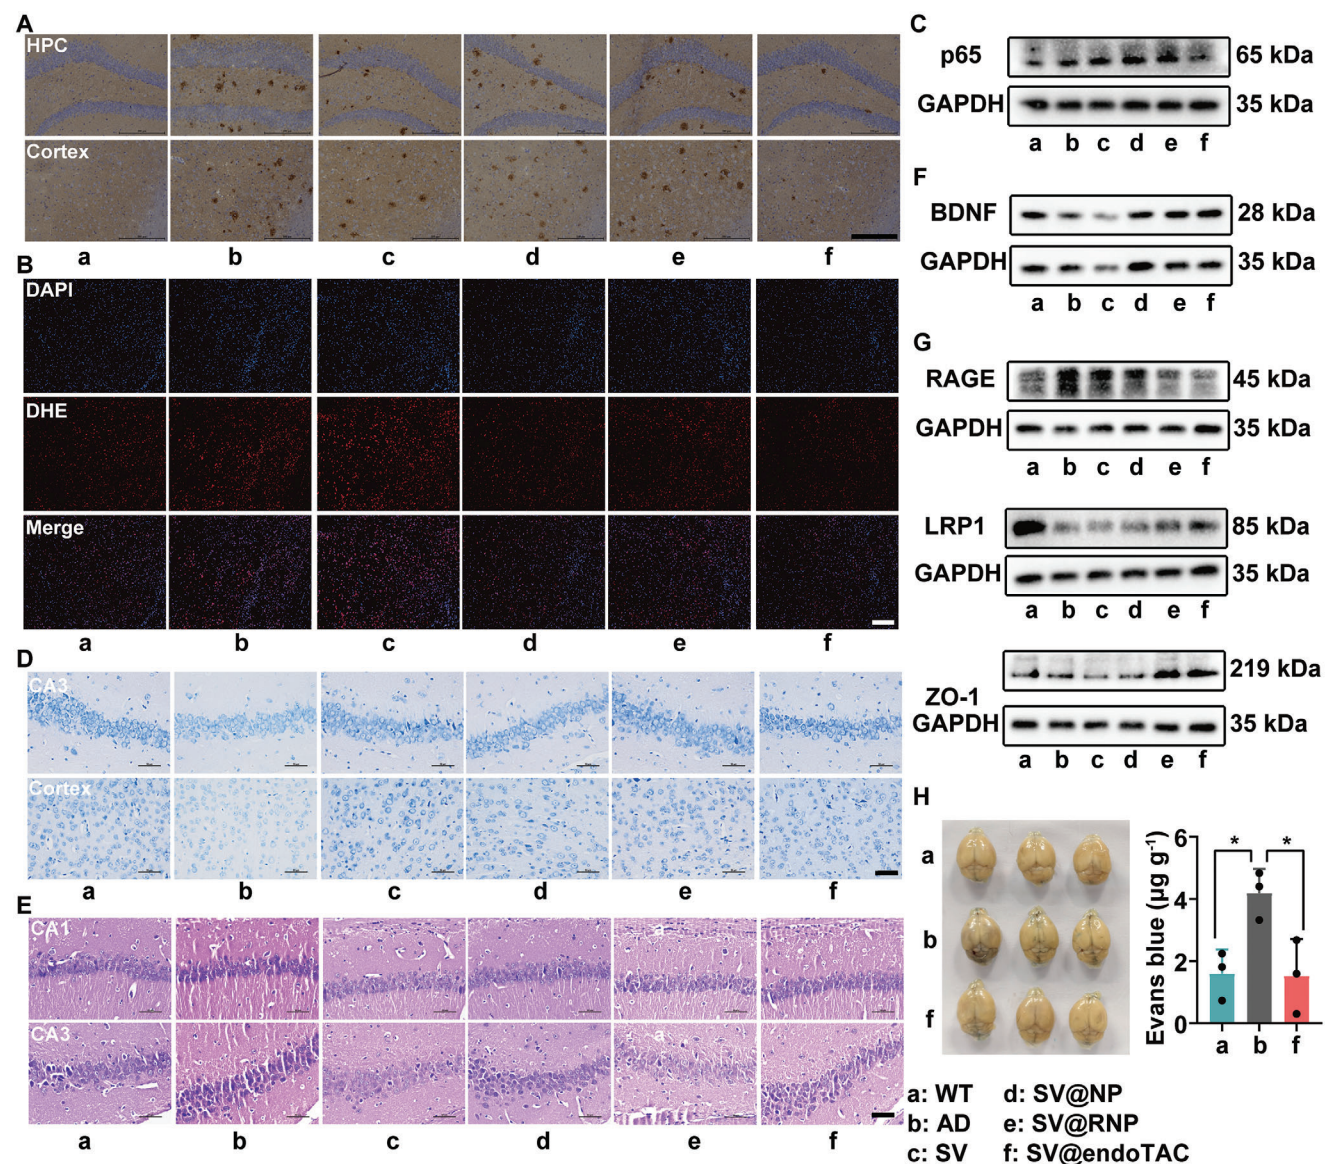 A
HPC
Cortex
a b c d e f
B
DAPI
DHE
Merge
a b c d e f
D
CA3
Cortex
a b c d e f
E
CA1
CA3
a
a b c d e f
C
p65 65 kDa
GAPDH 35 kDa
a b c d e f
F
BDNF 28 kDa
GAPDH 35 kDa
a b c d e f
G
RAGE 45 kDa
GAPDH 35 kDa
a b c d e f
LRP1 85 kDa
GAPDH 35 kDa
a b c d e f
219 kDa
ZO-1
GAPDH 35 kDa
a b c d e f
H
a
b
f
Evans blue (µg g⁻¹)
6
4
2
0
* *
a b f
a: WT d: SV@NP
b: AD e: SV@RNP
c: SV f: SV@endoTAC